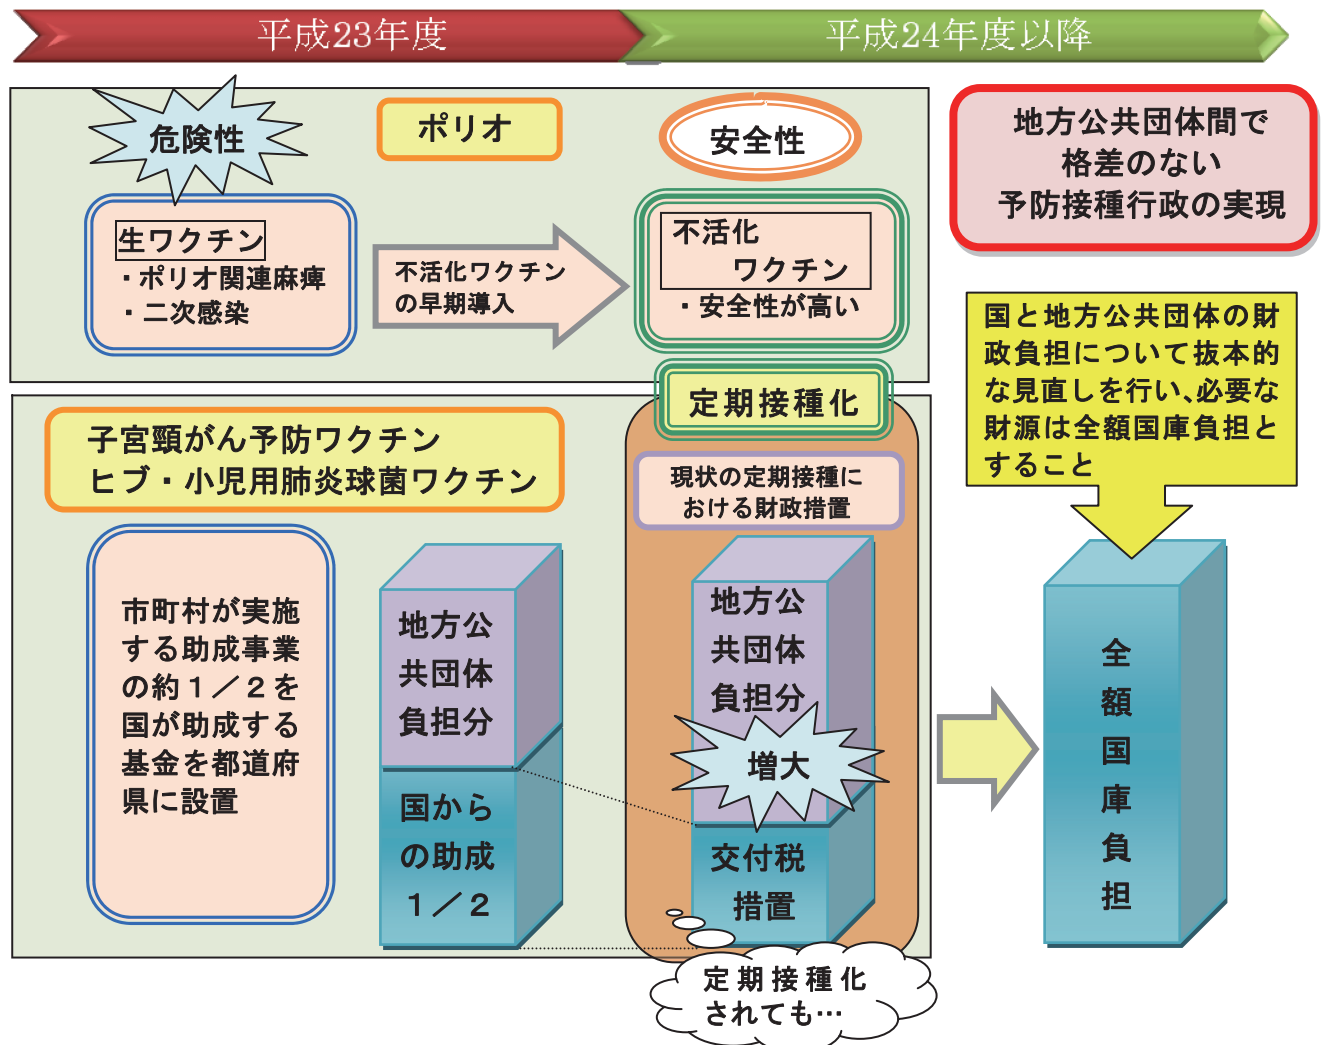 平成23年度
平成24年度以降
危険性
ポリオ
安全性
生ワクチン
・ポリオ関連麻痺
・二次感染
不活化ワクチン
の早期導入
不活化
ワクチン
・安全性が高い
地方公共団体間で
格差のない
予防接種行政の実現
国と地方公共団体の財
政負担について抜本的
な見直しを行い、必要な
財源は全額国庫負担と
すること
定期接種化
子宮頸がん予防ワクチン
ヒブ・小児用肺炎球菌ワクチン
現状の定期接種に
おける財政措置
市町村が実施
する助成事業
の約１／２を
国が助成する
基金を都道府
県に設置
地方公
共団体
負担分
国から
の助成
１／２
地方公
共団体
負担分
増大
交付税
措置
定期接種化
されても…
全
額
国
庫
負
担